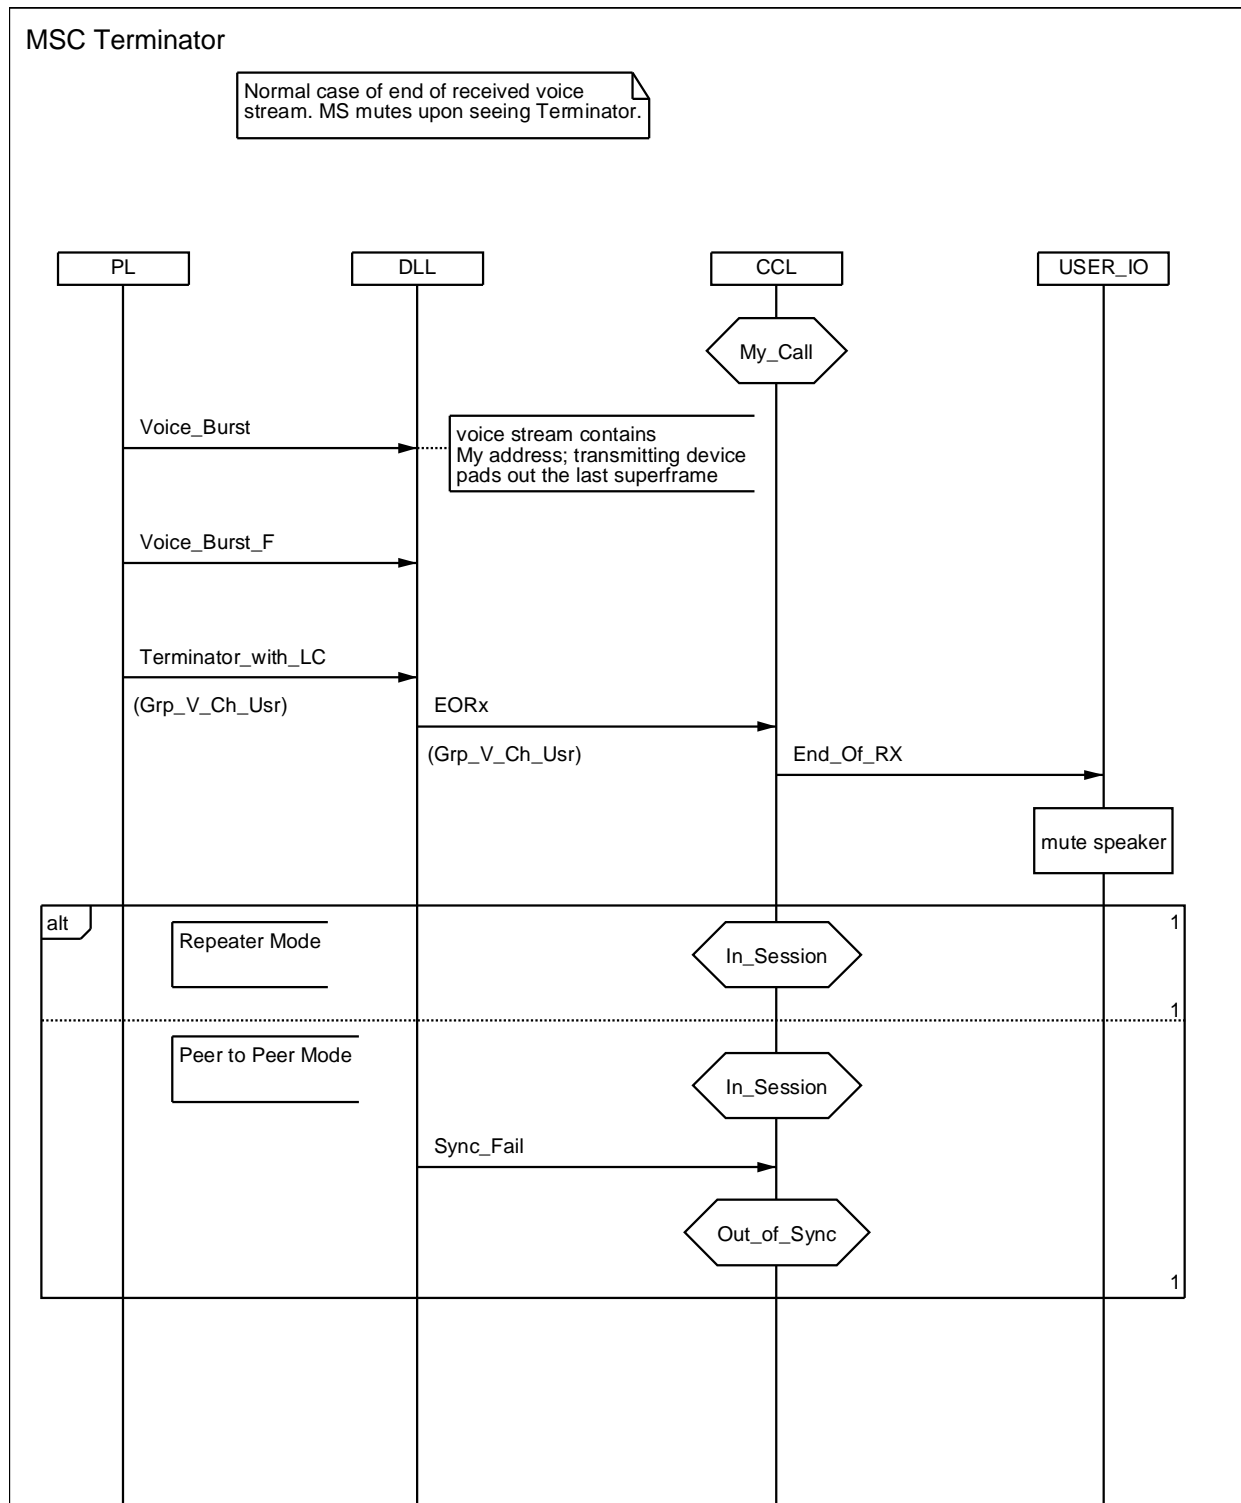 MSC Terminator
Normal case of end of received voice
stream. MS mutes upon seeing Terminator.
PL
DLL
CCL
USER_IO
My_Call
Voice_Burst
voice stream contains
My address; transmitting device
pads out the last superframe
Voice_Burst_F
Terminator_with_LC
(Grp_V_Ch_Usr)
EORx
(Grp_V_Ch_Usr)
End_Of_RX
mute speaker
alt
1
Repeater Mode
In_Session
1
Peer to Peer Mode
In_Session
Sync_Fail
Out_of_Sync
1